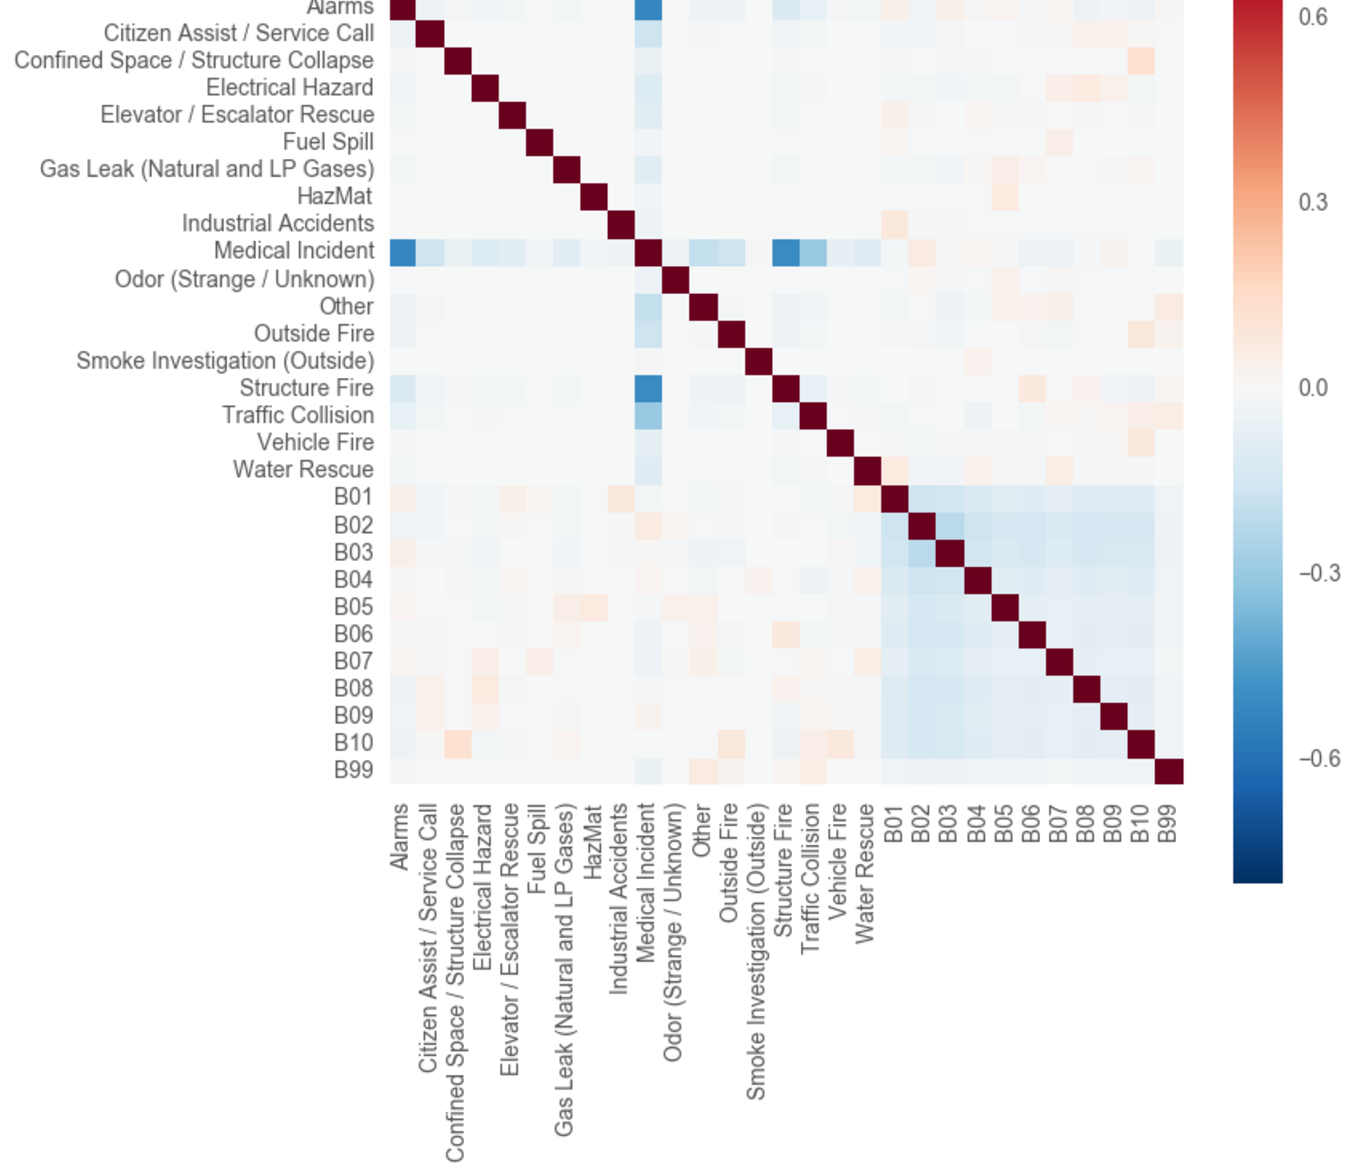 Alarms
Citizen Assist / Service Call
Confined Space / Structure Collapse
Electrical Hazard
Elevator / Escalator Rescue
Fuel Spill
Gas Leak (Natural and LP Gases)
HazMat
Industrial Accidents
Medical Incident
Odor (Strange / Unknown)
Other
Outside Fire
Smoke Investigation (Outside)
Structure Fire
Traffic Collision
Vehicle Fire
Water Rescue
B01
B02
B03
B04
B05
B06
B07
B08
B09
B10
B99
Alarms
Citizen Assist / Service Call
Confined Space / Structure Collapse
Electrical Hazard
Elevator / Escalator Rescue
Fuel Spill
Gas Leak (Natural and LP Gases)
HazMat
Industrial Accidents
Medical Incident
Odor (Strange / Unknown)
Other
Outside Fire
Smoke Investigation (Outside)
Structure Fire
Traffic Collision
Vehicle Fire
Water Rescue
B01
B02
B03
B04
B05
B06
B07
B08
B09
B10
B99
0.6
0.3
0.0
−0.3
−0.6